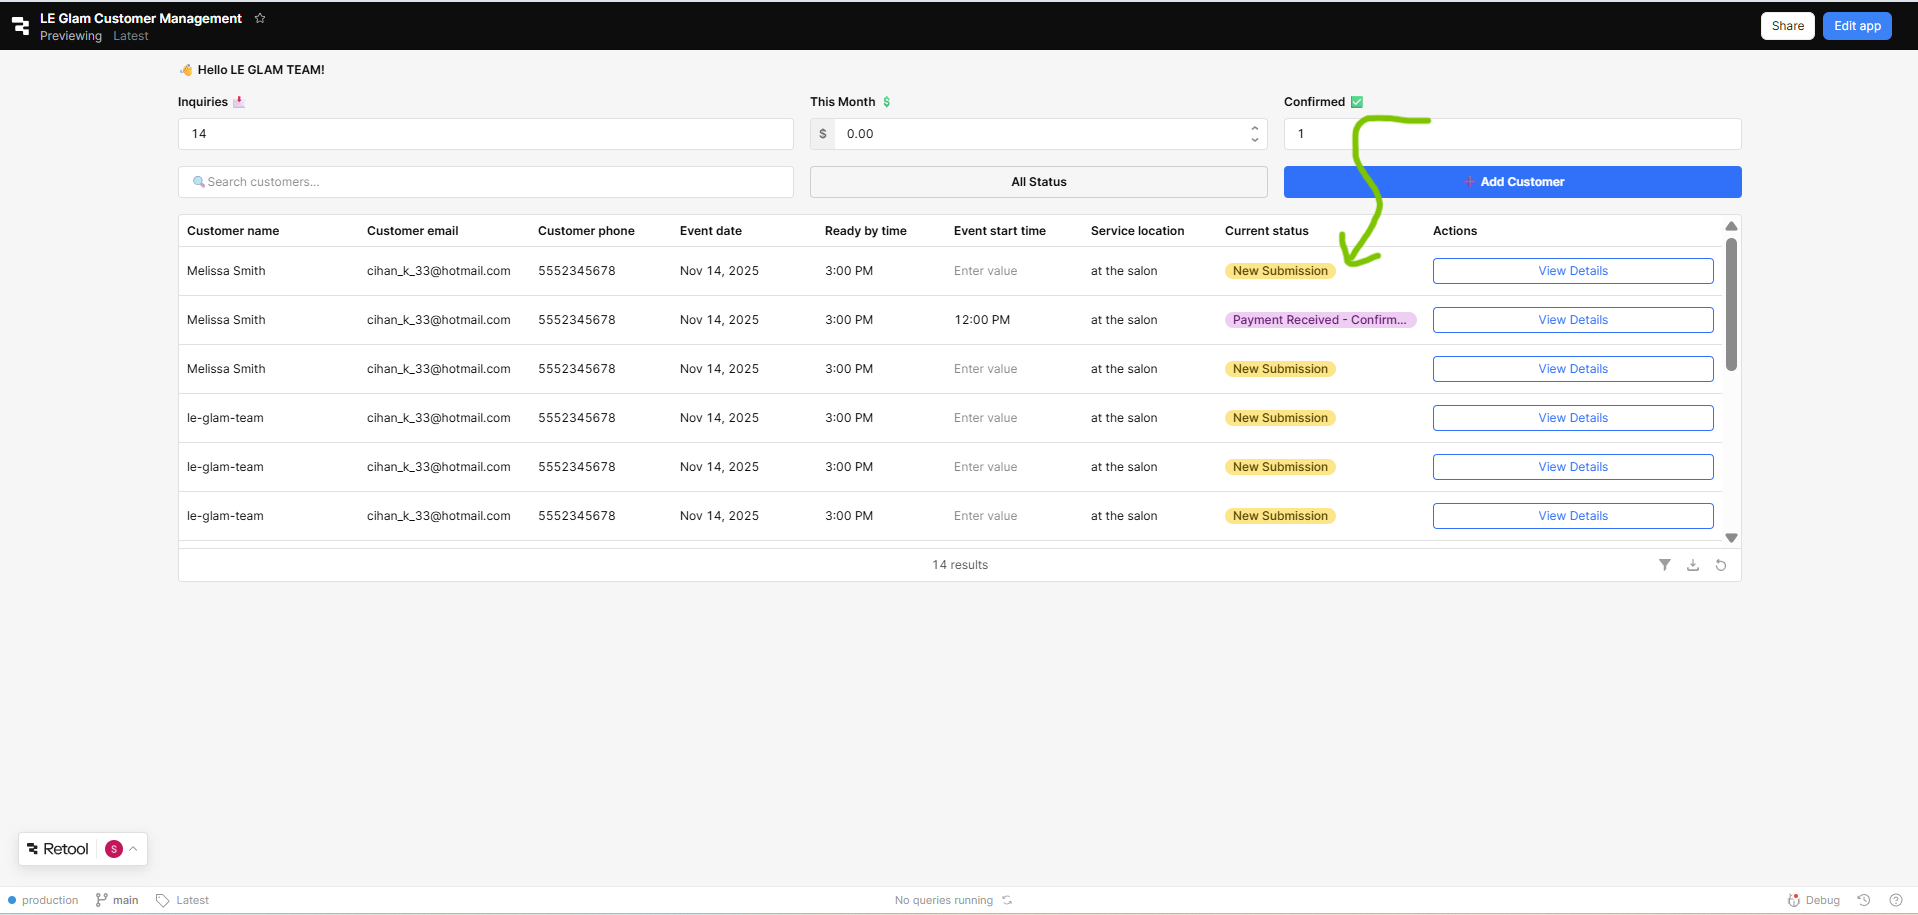 LE Glam Customer Management
Previewing Latest
Share
Edit app
Hello LE GLAM TEAM!
Inquiries
This Month
Confirmed
14
$ 0.00
1
Search customers...
All Status
Add Customer
Customer name Customer email Customer phone Event date Ready by time Event start time Service location Current status Actions
Melissa Smith cihan_k_33@hotmail.com 5552345678 Nov 14, 2025 3:00 PM Enter value at the salon New Submission View Details
Melissa Smith cihan_k_33@hotmail.com 5552345678 Nov 14, 2025 3:00 PM 12:00 PM at the salon Payment Received - Confirm... View Details
Melissa Smith cihan_k_33@hotmail.com 5552345678 Nov 14, 2025 3:00 PM Enter value at the salon New Submission View Details
le-glam-team cihan_k_33@hotmail.com 5552345678 Nov 14, 2025 3:00 PM Enter value at the salon New Submission View Details
le-glam-team cihan_k_33@hotmail.com 5552345678 Nov 14, 2025 3:00 PM Enter value at the salon New Submission View Details
le-glam-team cihan_k_33@hotmail.com 5552345678 Nov 14, 2025 3:00 PM Enter value at the salon New Submission View Details
14 results
Retool S
production main Latest No queries running Debug